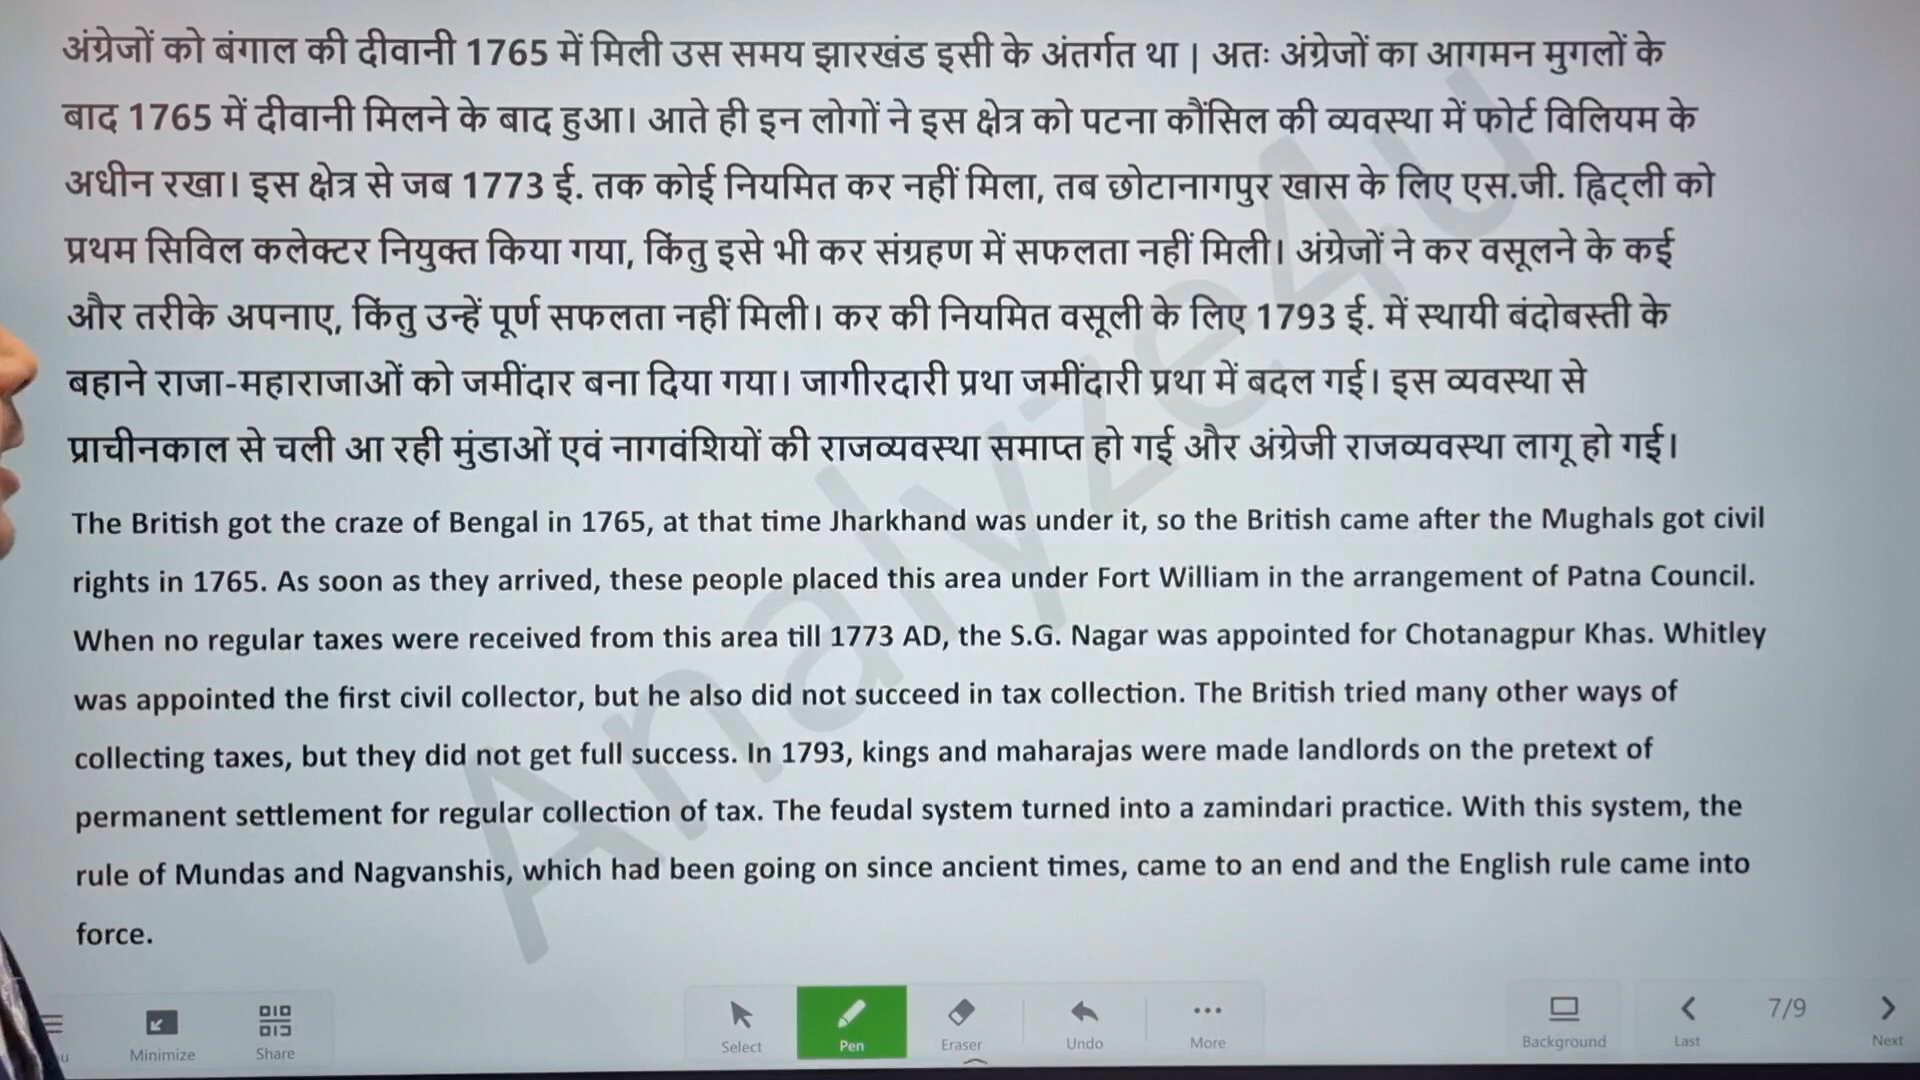 अंग्रेजों को बंगाल की दीवानी 1765 में मिली उस समय झारखंड इसी के अंतर्गत था | अतः अंग्रेजों का आगमन मुगलों के
बाद 1765 में दीवानी मिलने के बाद हुआ। आते ही इन लोगों ने इस क्षेत्र को पटना कौंसिल की व्यवस्था में फोर्ट विलियम के
अधीन रखा। इस क्षेत्र से जब 1773 ई. तक कोई नियमित कर नहीं मिला, तब छोटानागपुर खास के लिए एस.जी. ह्विट्ली को
प्रथम सिविल कलेक्टर नियुक्त किया गया, किंतु इसे भी कर संग्रहण में सफलता नहीं मिली। अंग्रेजों ने कर वसूलने के कई
और तरीके अपनाए, किंतु उन्हें पूर्ण सफलता नहीं मिली। कर की नियमित वसूली के लिए 1793 ई. में स्थायी बंदोबस्ती के
बहाने राजा-महाराजाओं को जमींदार बना दिया गया। जागीरदारी प्रथा जमींदारी प्रथा में बदल गई। इस व्यवस्था से
प्राचीनकाल से चली आ रही मुंडाओं एवं नागवंशियों की राजव्यवस्था समाप्त हो गई और अंग्रेजी राजव्यवस्था लागू हो गई।
The British got the craze of Bengal in 1765, at that time Jharkhand was under it, so the British came after the Mughals got civil
rights in 1765. As soon as they arrived, these people placed this area under Fort William in the arrangement of Patna Council.
When no regular taxes were received from this area till 1773 AD, the S.G. Nagar was appointed for Chotanagpur Khas. Whitley
was appointed the first civil collector, but he also did not succeed in tax collection. The British tried many other ways of
collecting taxes, but they did not get full success. In 1793, kings and maharajas were made landlords on the pretext of
permanent settlement for regular collection of tax. The feudal system turned into a zamindari practice. With this system, the
rule of Mundas and Nagvanshis, which had been going on since ancient times, came to an end and the English rule came into
force.
Analyze4u
Minimize Share Select Pen Eraser Undo More Background Last 7/9 Next